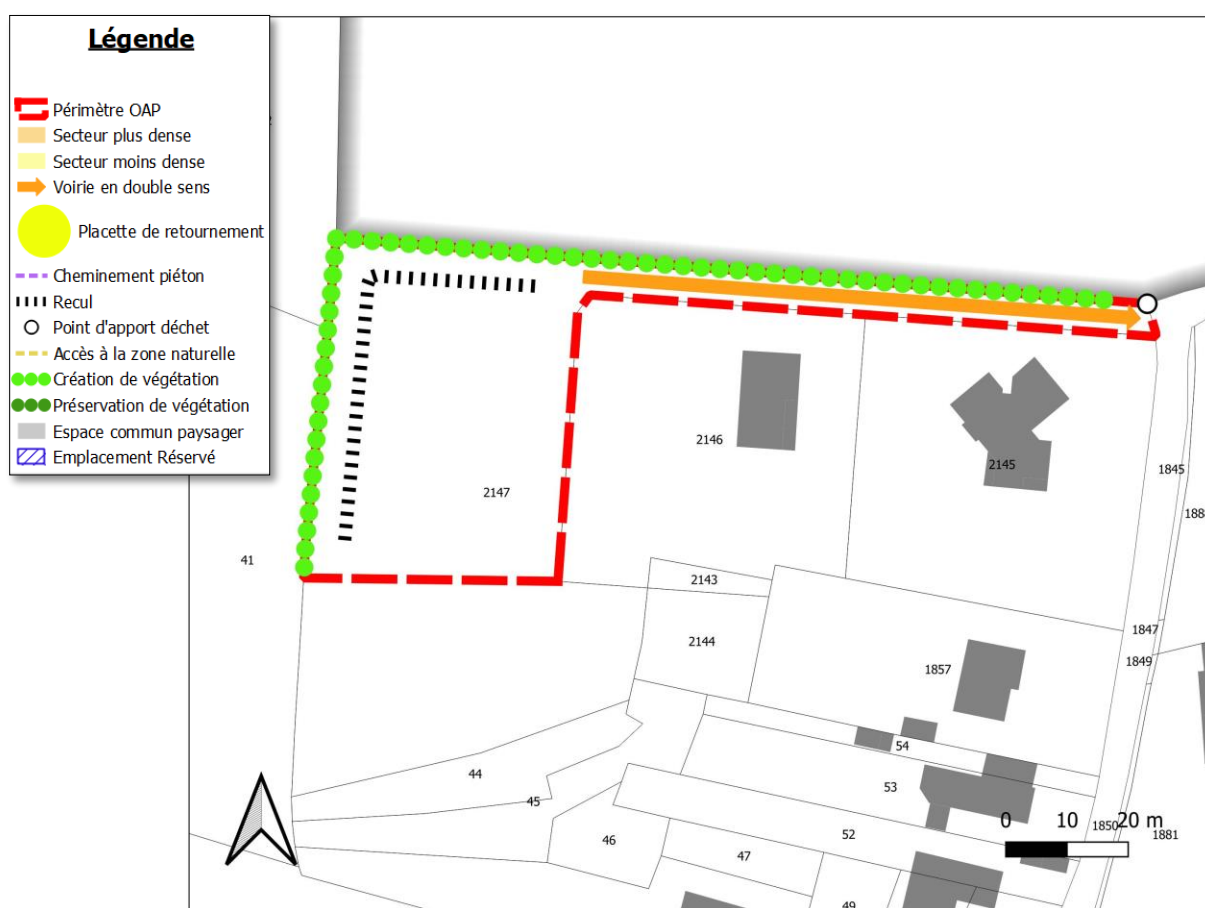 Légende
Périmètre OAP
Secteur plus dense
Secteur moins dense
Voirie en double sens
Placette de retournement
Cheminement piéton
Recul
Point d'apport déchet
Accès à la zone naturelle
Création de végétation
Préservation de végétation
Espace commun paysager
Emplacement Réservé
2146
2145
1845
2147
41
2143
2144
1847
1849
1857
54
44
53
45
0 10 20 m
1850
1881
52
46
47
49